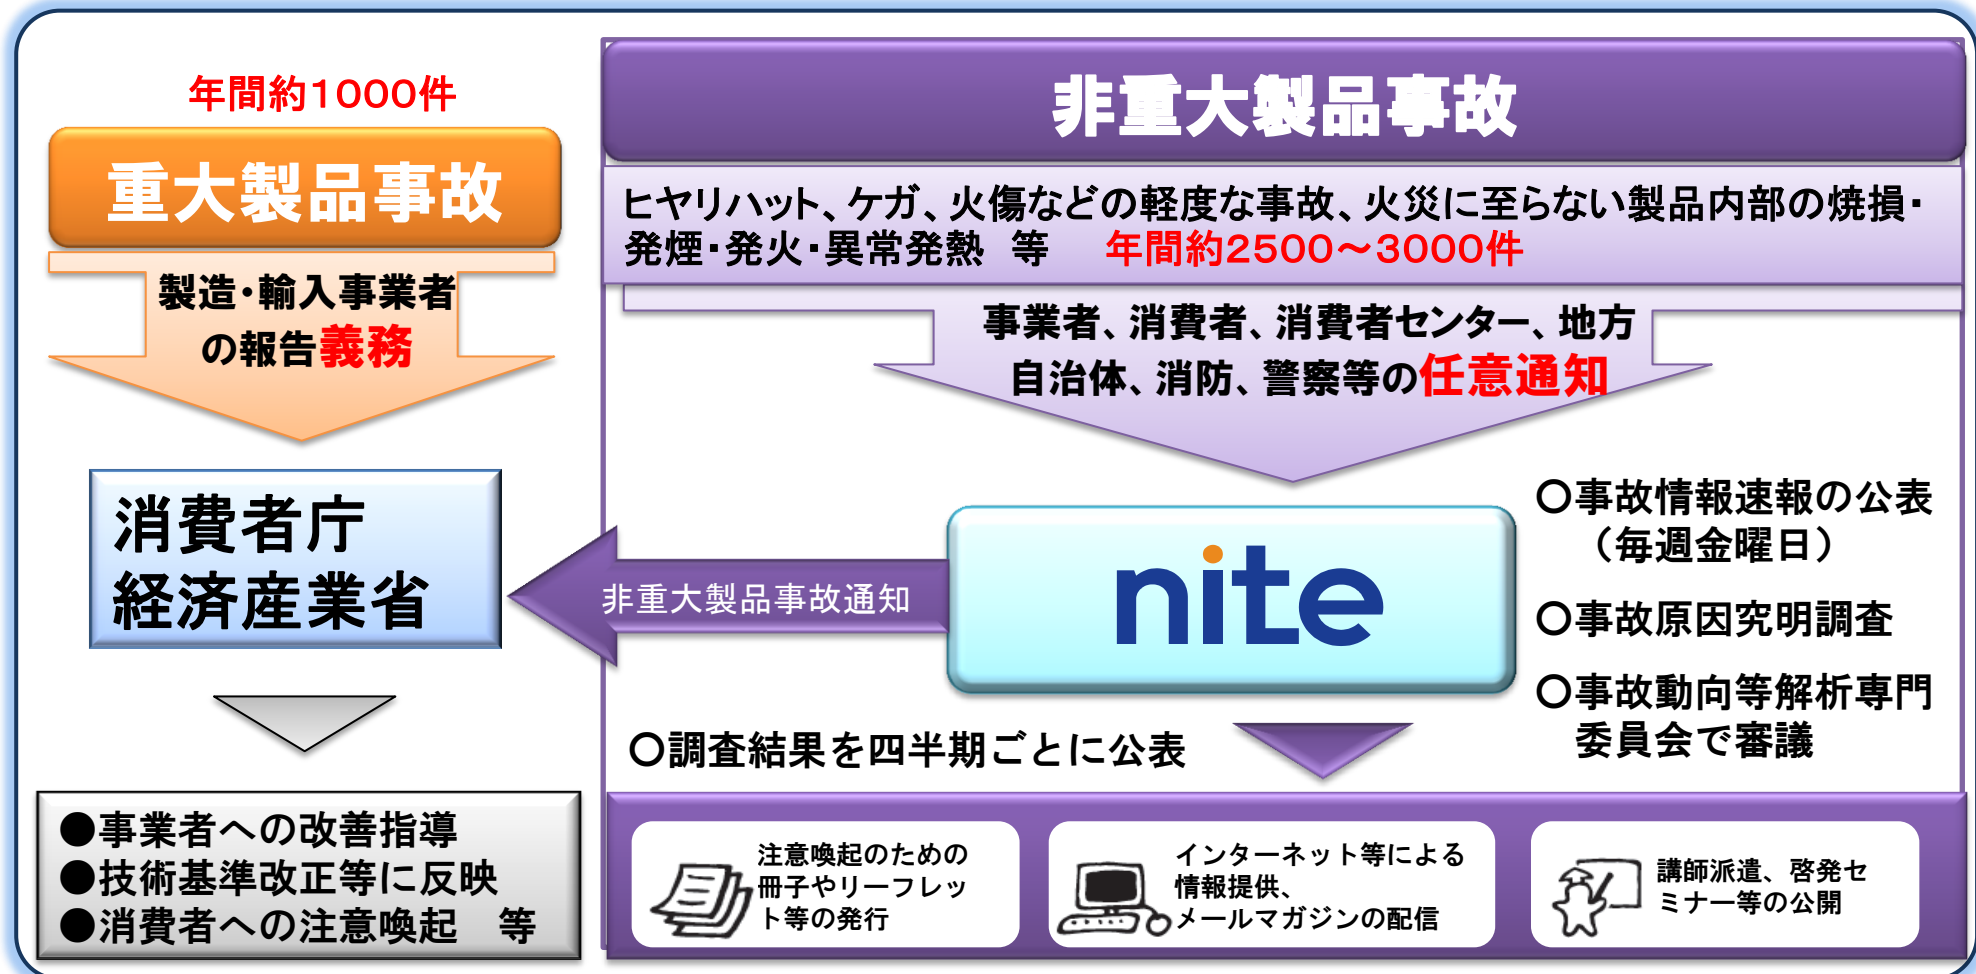 年間約1000件
重大製品事故
製造・輸入事業者
の報告義務
消費者庁
経済産業省
●事業者への改善指導
●技術基準改正等に反映
●消費者への注意喚起　等
非重大製品事故
ヒヤリハット、ケガ、火傷などの軽度な事故、火災に至らない製品内部の焼損・
発煙・発火・異常発熱　等　年間約2500～3000件
事業者、消費者、消費者センター、地方
自治体、消防、警察等の任意通知
非重大製品事故通知
nite
○事故情報速報の公表
（毎週金曜日）
○事故原因究明調査
○事故動向等解析専門
委員会で審議
○調査結果を四半期ごとに公表
注意喚起のための
冊子やリーフレッ
ト等の発行
インターネット等による
情報提供、
メールマガジンの配信
講師派遣、啓発セ
ミナー等の公開